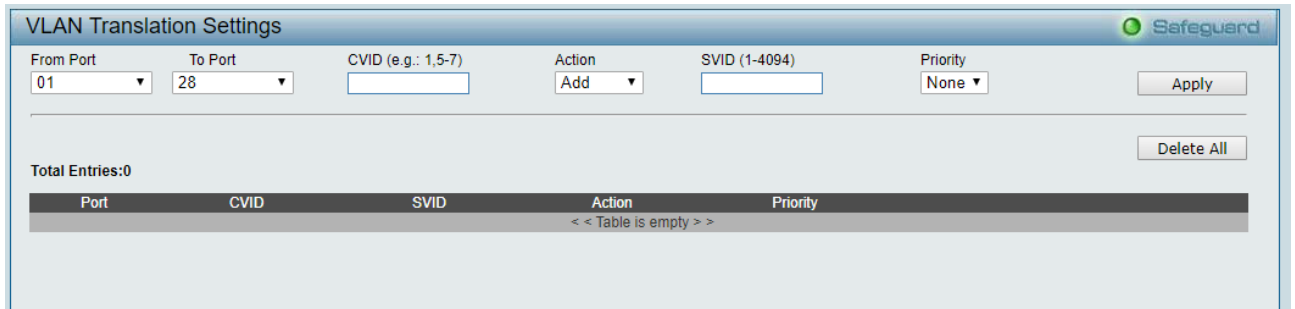 VLAN Translation Settings Safeguard
From Port To Port CVID (e.g.: 1,5-7) Action SVID (1-4094) Priority
01 28 Add None Apply
Delete All
Total Entries:0
Port CVID SVID Action Priority
< < Table is empty > >